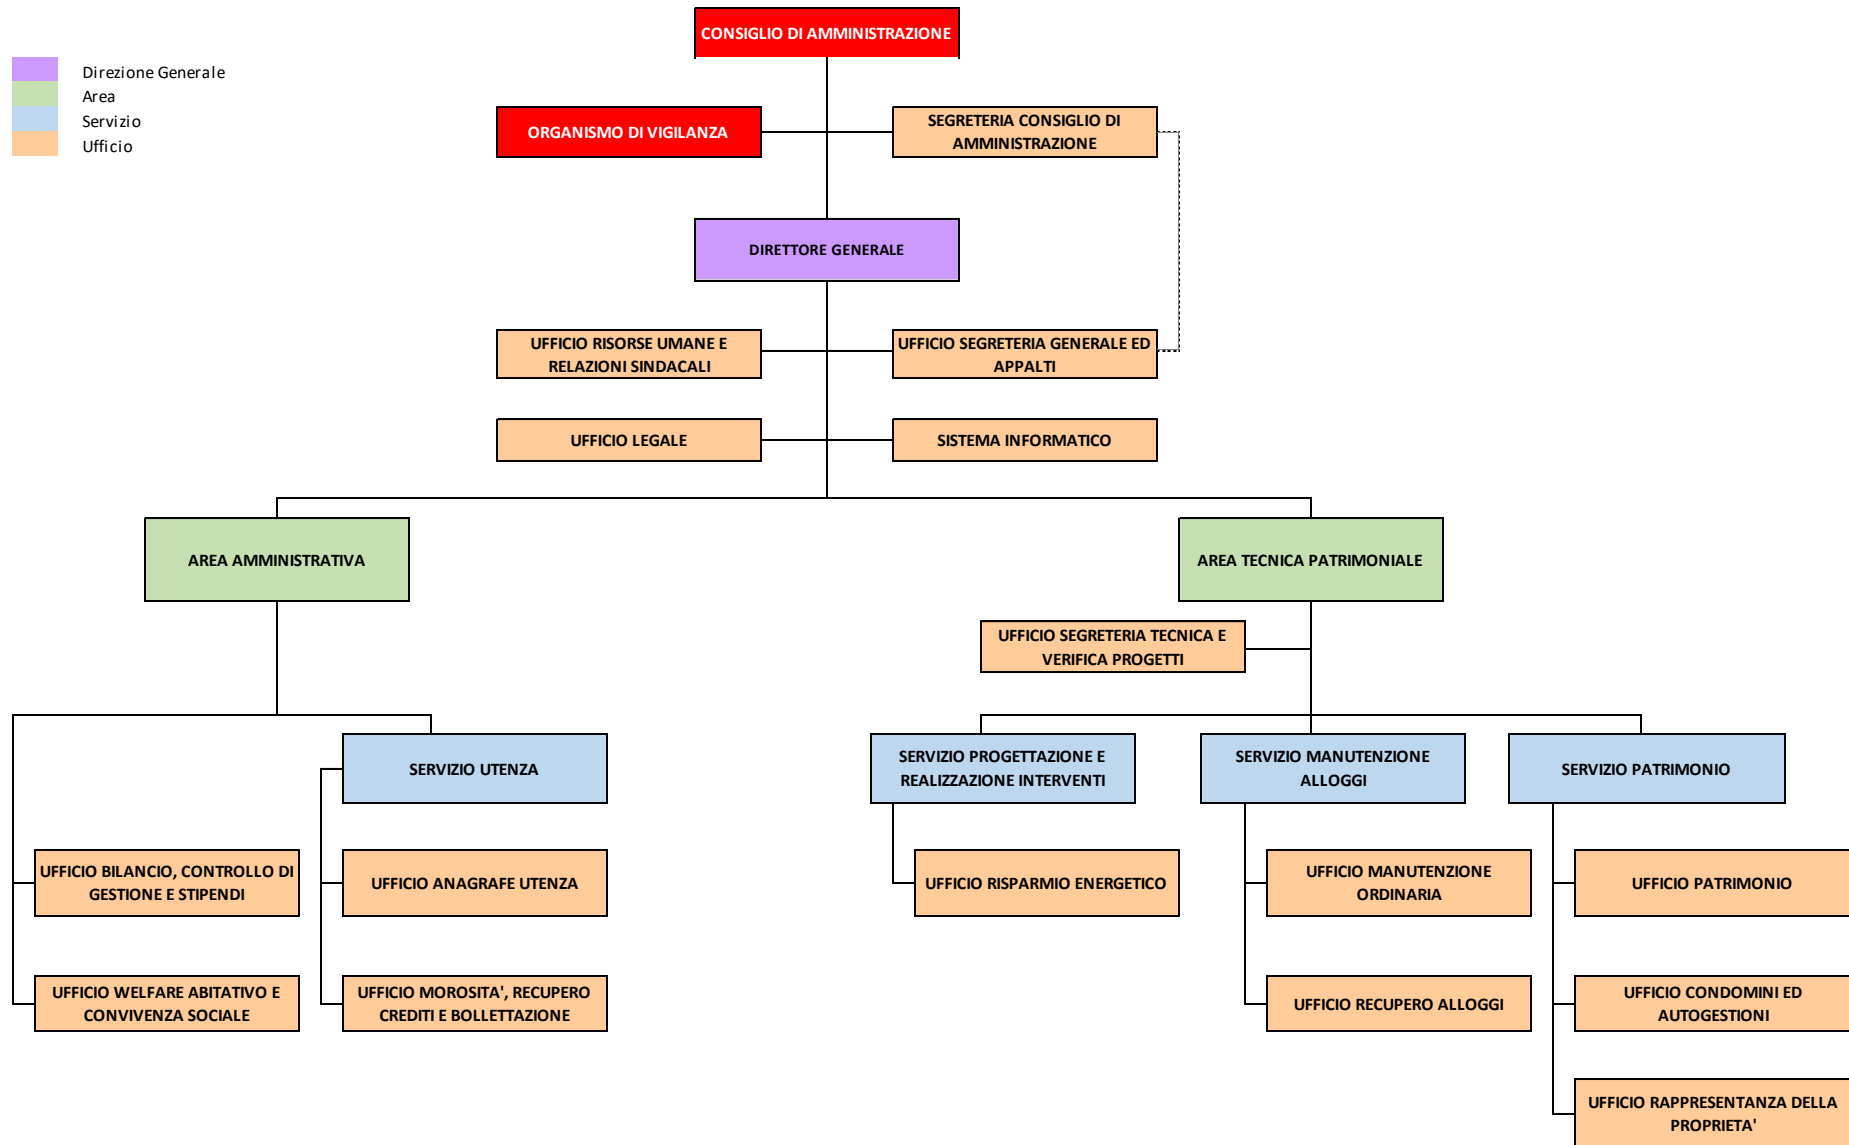 CONSIGLIO DI AMMINISTRAZIONE
Direzione Generale
Area
Servizio
Ufficio
ORGANISMO DI VIGILANZA
SEGRETERIA CONSIGLIO DI
AMMINISTRAZIONE
DIRETTORE GENERALE
UFFICIO RISORSE UMANE E
RELAZIONI SINDACALI
UFFICIO SEGRETERIA GENERALE ED
APPALTI
UFFICIO LEGALE
SISTEMA INFORMATICO
AREA AMMINISTRATIVA
AREA TECNICA PATRIMONIALE
UFFICIO SEGRETERIA TECNICA E
VERIFICA PROGETTI
SERVIZIO UTENZA
SERVIZIO PROGETTAZIONE E
REALIZZAZIONE INTERVENTI
SERVIZIO MANUTENZIONE
ALLOGGI
SERVIZIO PATRIMONIO
UFFICIO BILANCIO, CONTROLLO DI
GESTIONE E STIPENDI
UFFICIO ANAGRAFE UTENZA
UFFICIO RISPARMIO ENERGETICO
UFFICIO MANUTENZIONE
ORDINARIA
UFFICIO PATRIMONIO
UFFICIO WELFARE ABITATIVO E
CONVIVENZA SOCIALE
UFFICIO MOROSITA', RECUPERO
CREDITI E BOLLETTAZIONE
UFFICIO RECUPERO ALLOGGI
UFFICIO CONDOMINI ED
AUTOGESTIONI
UFFICIO RAPPRESENTANZA DELLA
PROPRIETA'